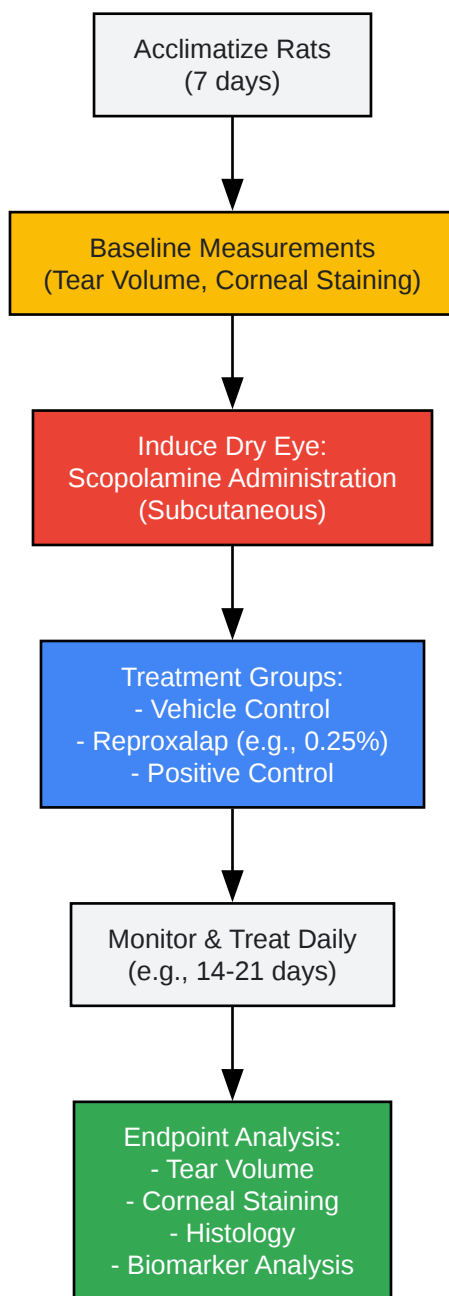 Acclimatize Rats
(7 days)
Baseline Measurements
(Tear Volume, Corneal Staining)
Induce Dry Eye:
Scopolamine Administration
(Subcutaneous)
Treatment Groups:
- Vehicle Control
- Reproxalap (e.g., 0.25%)
- Positive Control
Monitor & Treat Daily
(e.g., 14-21 days)
Endpoint Analysis:
- Tear Volume
- Corneal Staining
- Histology
- Biomarker Analysis